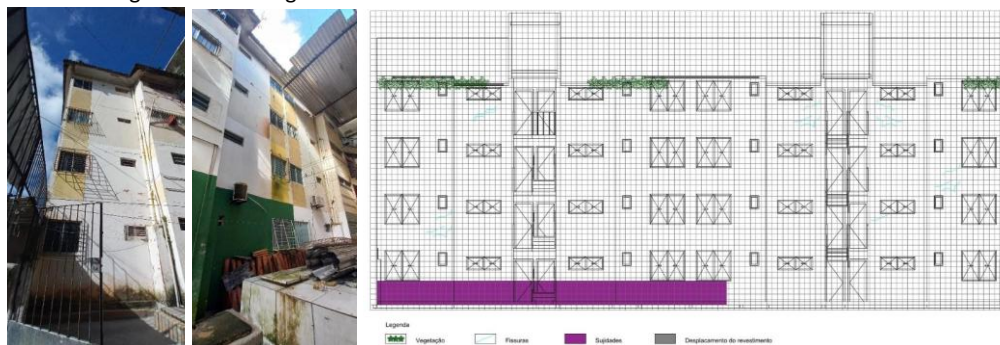 Legenda
Vegetação
Fissuras
Sujidades
Desplacamento do revestimento